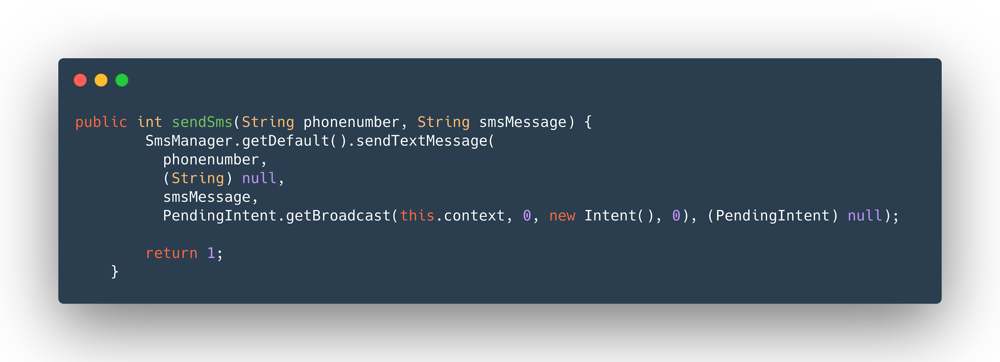 public int sendSms(String phonenumber, String smsMessage) {
SmsManager.getDefault().sendTextMessage(
phonenumber,
(String) null,
smsMessage,
PendingIntent.getBroadcast(this.context, 0, new Intent(), 0), (PendingIntent) null);
return 1;
}